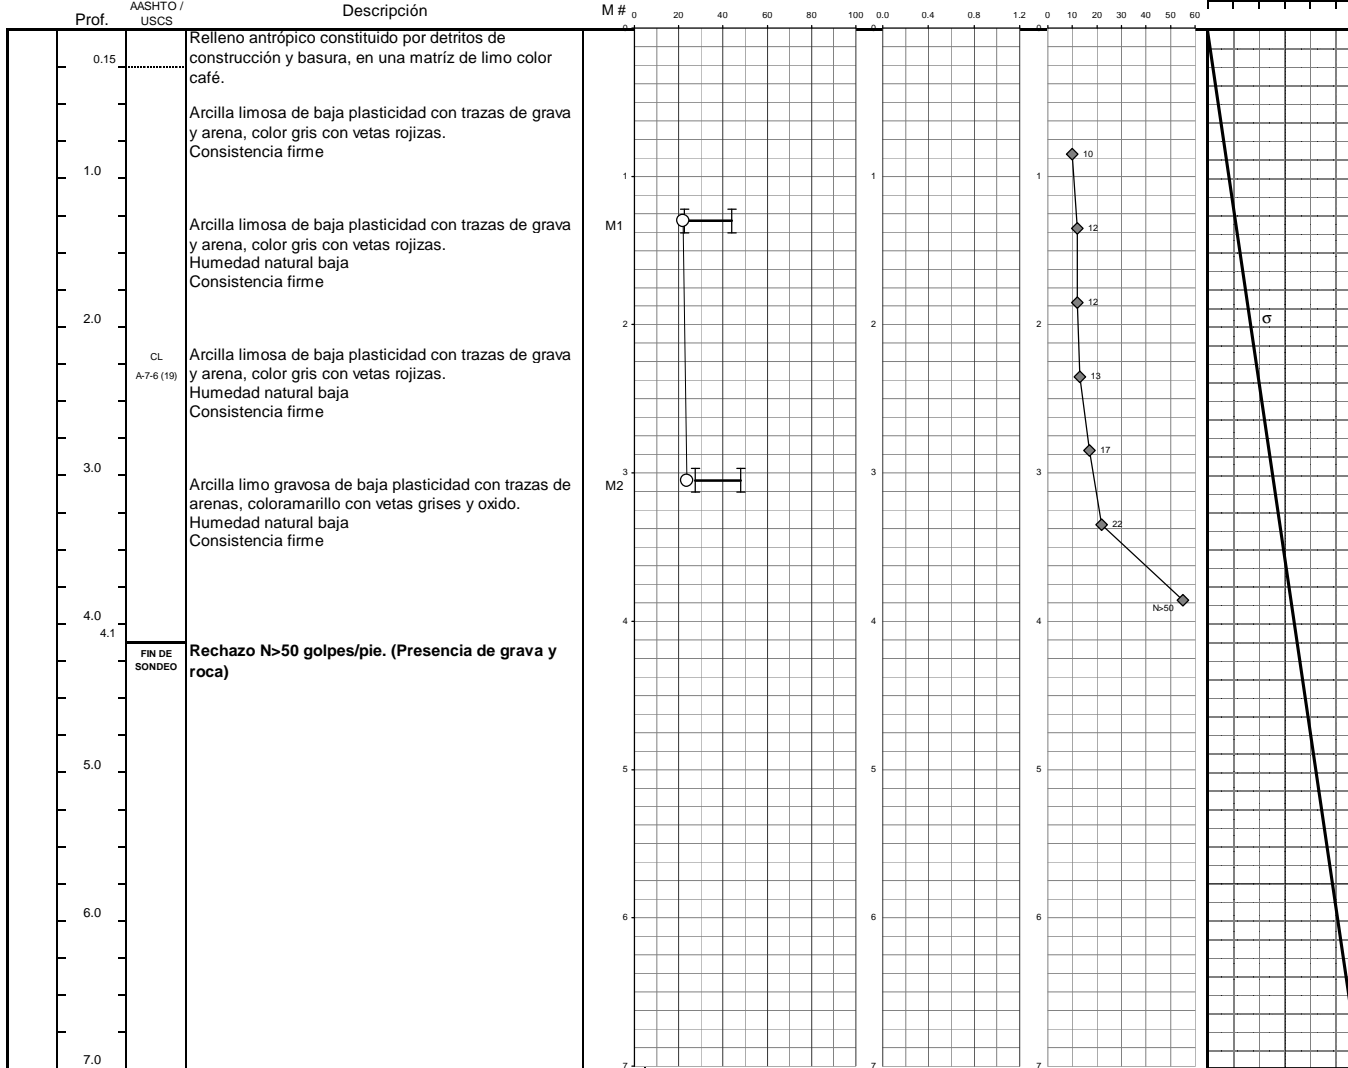 Prof.
AASHTO /
USCS
Descripción
M #
0 20 40 60 80 100
0.0 0.4 0.8 1.2
0 10 20 30 40 50 60
0
0
0
Relleno antrópico constituido por detritos de
construcción y basura, en una matríz de limo color
café.
0.15
Arcilla limosa de baja plasticidad con trazas de grava
y arena, color gris con vetas rojizas.
Consistencia firme
10
1.0
1
1
1
Arcilla limosa de baja plasticidad con trazas de grava
y arena, color gris con vetas rojizas.
Humedad natural baja
Consistencia firme
M1
12
12
2.0
2
2
2
σ
CL
A-7-6 (19)
Arcilla limosa de baja plasticidad con trazas de grava
y arena, color gris con vetas rojizas.
Humedad natural baja
Consistencia firme
13
17
3.0
3
3
3
Arcilla limo gravosa de baja plasticidad con trazas de
arenas, coloramarillo con vetas grises y oxido.
Humedad natural baja
Consistencia firme
M2
22
N>50
4.0
4
4
4
4.1
FIN DE
SONDEO
Rechazo N>50 golpes/pie. (Presencia de grava y
roca)
5.0
5
5
5
6.0
6
6
6
7.0
7
7
7